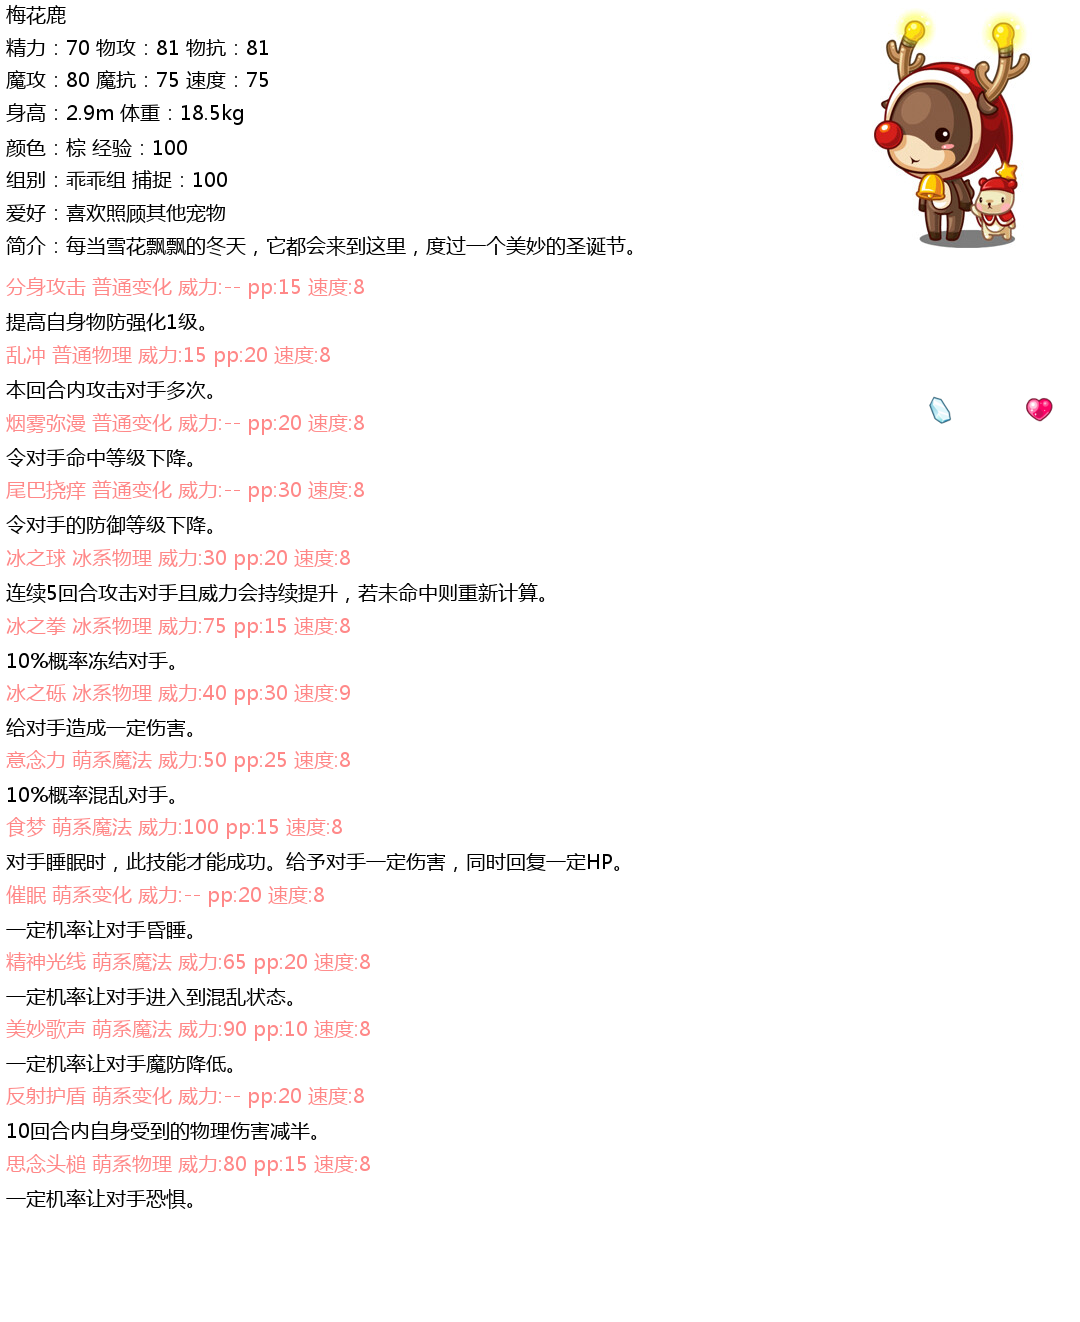 梅花鹿
精力：70 物攻：81 物抗：81
魔攻：80 魔抗：75 速度：75
身高：2.9m 体重：18.5kg
颜色：棕 经验：100
组别：乖乖组 捕捉：100
爱好：喜欢照顾其他宠物
简介：每当雪花飘飘的冬天，它都会来到这里，度过一个美妙的圣诞节。
分身攻击 普通变化 威力:-- pp:15 速度:8
提高自身物防强化1级。
乱冲 普通物理 威力:15 pp:20 速度:8
本回合内攻击对手多次。
烟雾弥漫 普通变化 威力:-- pp:20 速度:8
令对手命中等级下降。
尾巴挠痒 普通变化 威力:-- pp:30 速度:8
令对手的防御等级下降。
冰之球 冰系物理 威力:30 pp:20 速度:8
连续5回合攻击对手且威力会持续提升，若未命中则重新计算。
冰之拳 冰系物理 威力:75 pp:15 速度:8
10%概率冻结对手。
冰之砾 冰系物理 威力:40 pp:30 速度:9
给对手造成一定伤害。
意念力 萌系魔法 威力:50 pp:25 速度:8
10%概率混乱对手。
食梦 萌系魔法 威力:100 pp:15 速度:8
对手睡眠时，此技能才能成功。给予对手一定伤害，同时回复一定HP。
催眠 萌系变化 威力:-- pp:20 速度:8
一定机率让对手昏睡。
精神光线 萌系魔法 威力:65 pp:20 速度:8
一定机率让对手进入到混乱状态。
美妙歌声 萌系魔法 威力:90 pp:10 速度:8
一定机率让对手魔防降低。
反射护盾 萌系变化 威力:-- pp:20 速度:8
10回合内自身受到的物理伤害减半。
思念头槌 萌系物理 威力:80 pp:15 速度:8
一定机率让对手恐惧。